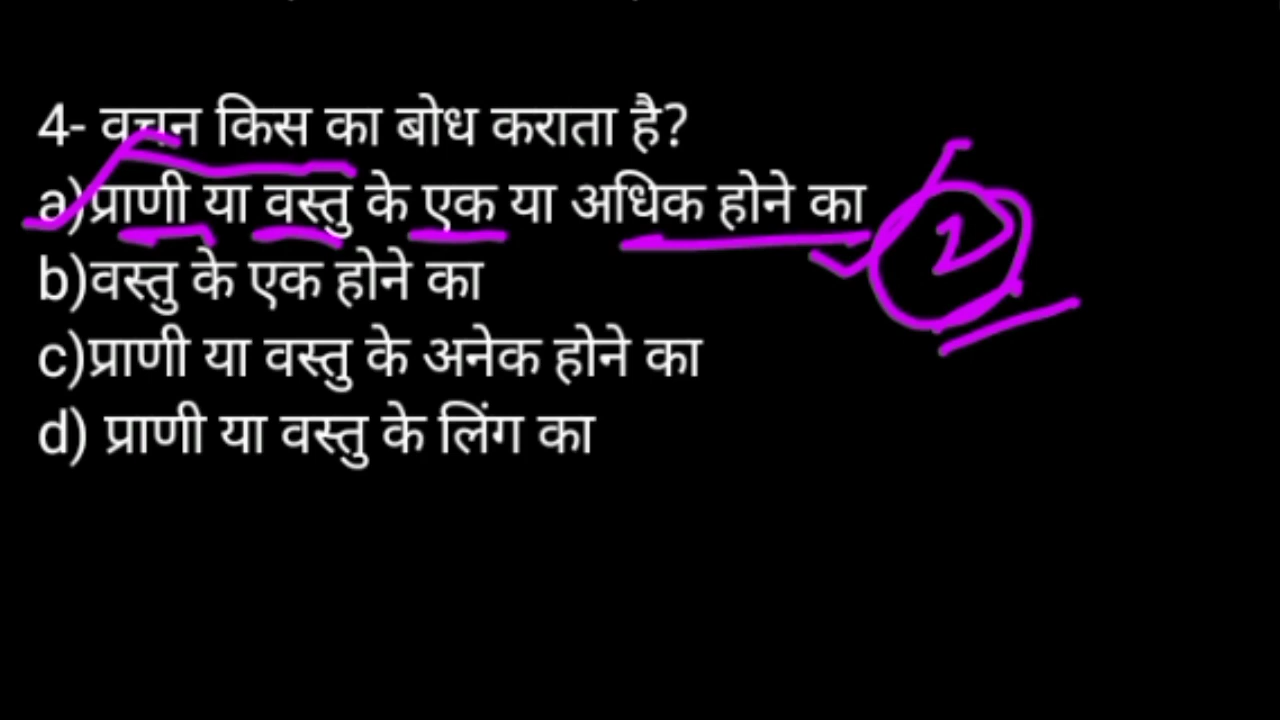 4- वचन किस का बोध कराता है?
a)प्राणी या वस्तु के एक या अधिक होने का
b)वस्तु के एक होने का
c)प्राणी या वस्तु के अनेक होने का
d) प्राणी या वस्तु के लिंग का